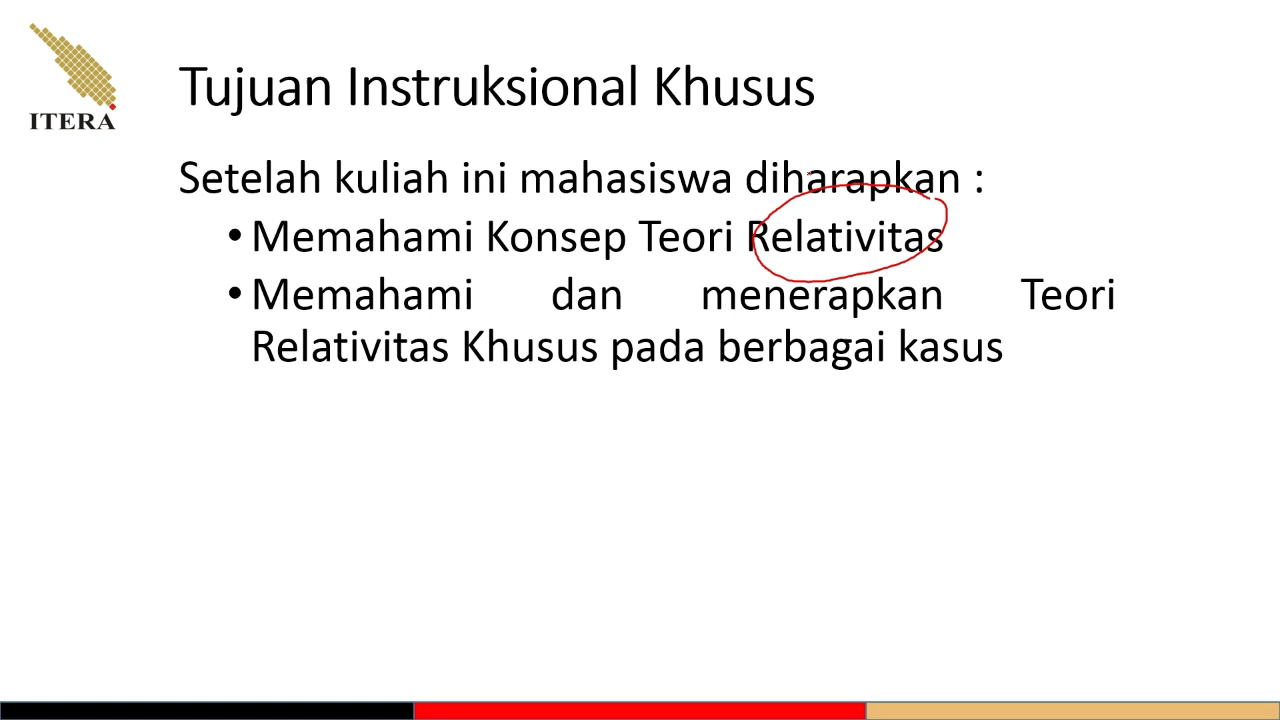 ITERA
Tujuan Instruksional Khusus
Setelah kuliah ini mahasiswa diharapkan :
• Memahami Konsep Teori Relativitas
• Memahami dan menerapkan Teori
Relativitas Khusus pada berbagai kasus